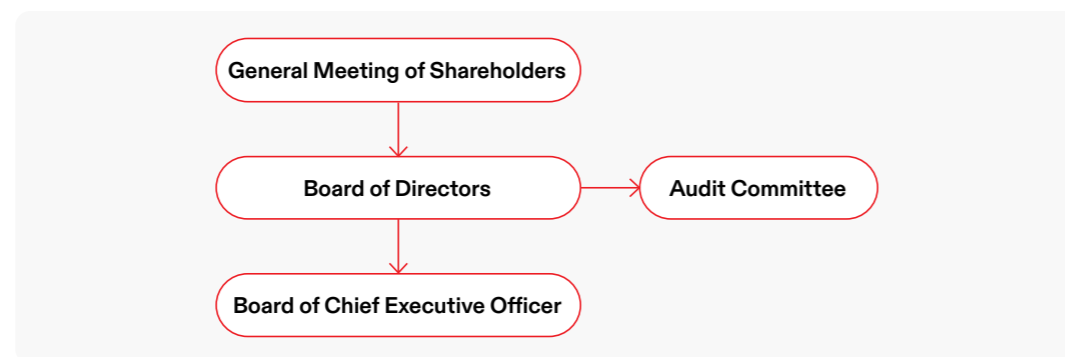 General Meeting of Shareholders
Board of Directors
Audit Committee
Board of Chief Executive Officer